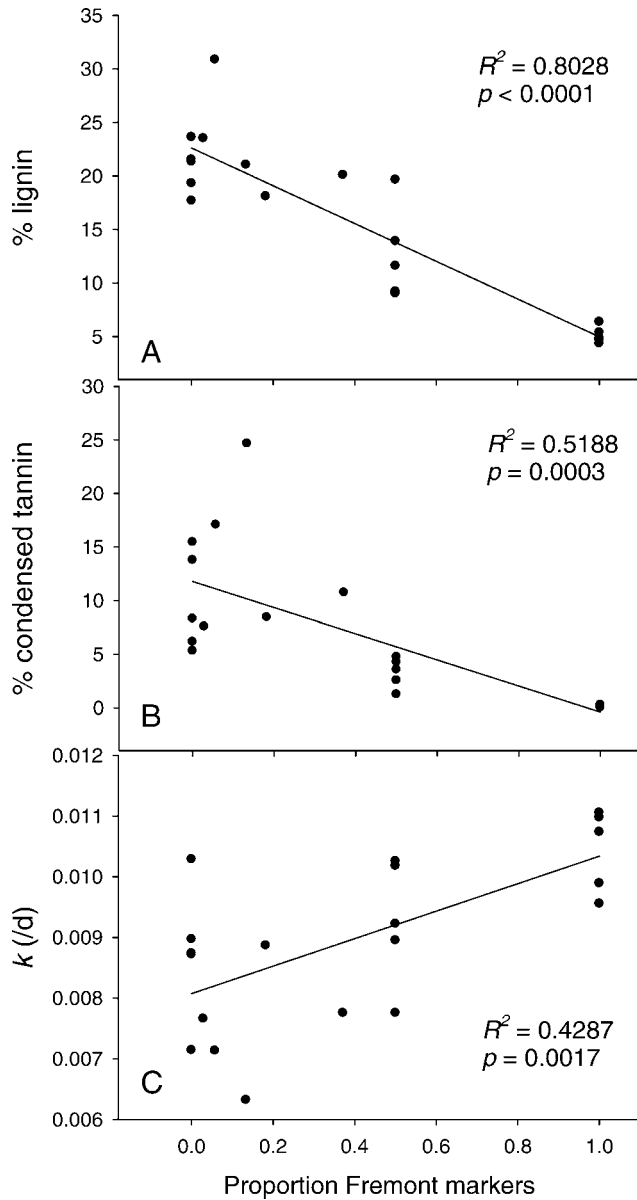 35
30
25
20
15
10
5
% lignin
R² = 0.8028
p < 0.0001
A
30
25
20
15
10
5
0
% condensed tannin
R² = 0.5188
p = 0.0003
B
0.012
0.011
0.010
0.009
0.008
0.007
0.006
k (/d)
R² = 0.4287
p = 0.0017
C
0.0 0.2 0.4 0.6 0.8 1.0
Proportion Fremont markers